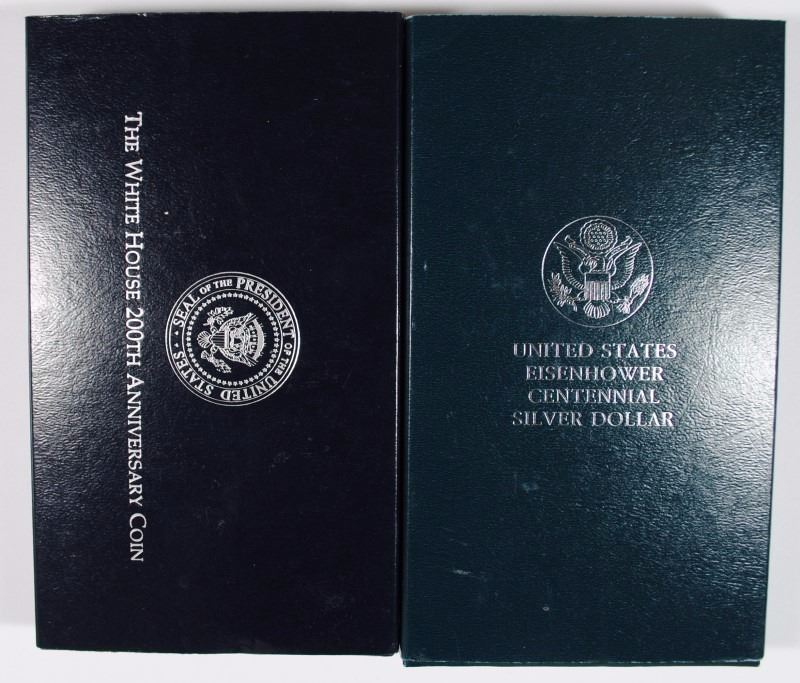 THE WHITE HOUSE 200TH ANNIVERSARY COIN
SEAL OF THE PRESIDENT OF THE UNITED STATES
UNITED STATES
EISENHOWER
CENTENNIAL
SILVER DOLLAR